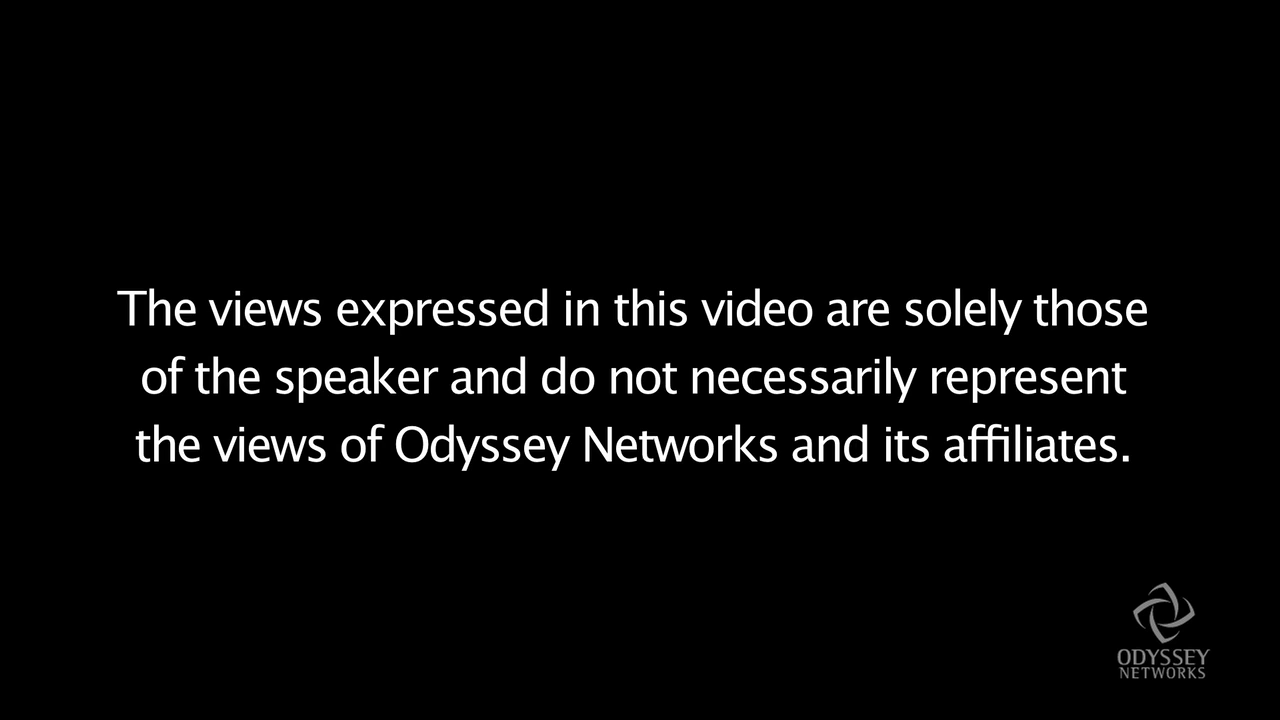 The views expressed in this video are solely those
of the speaker and do not necessarily represent
the views of Odyssey Networks and its affiliates.
ODYSSEY
NETWORKS